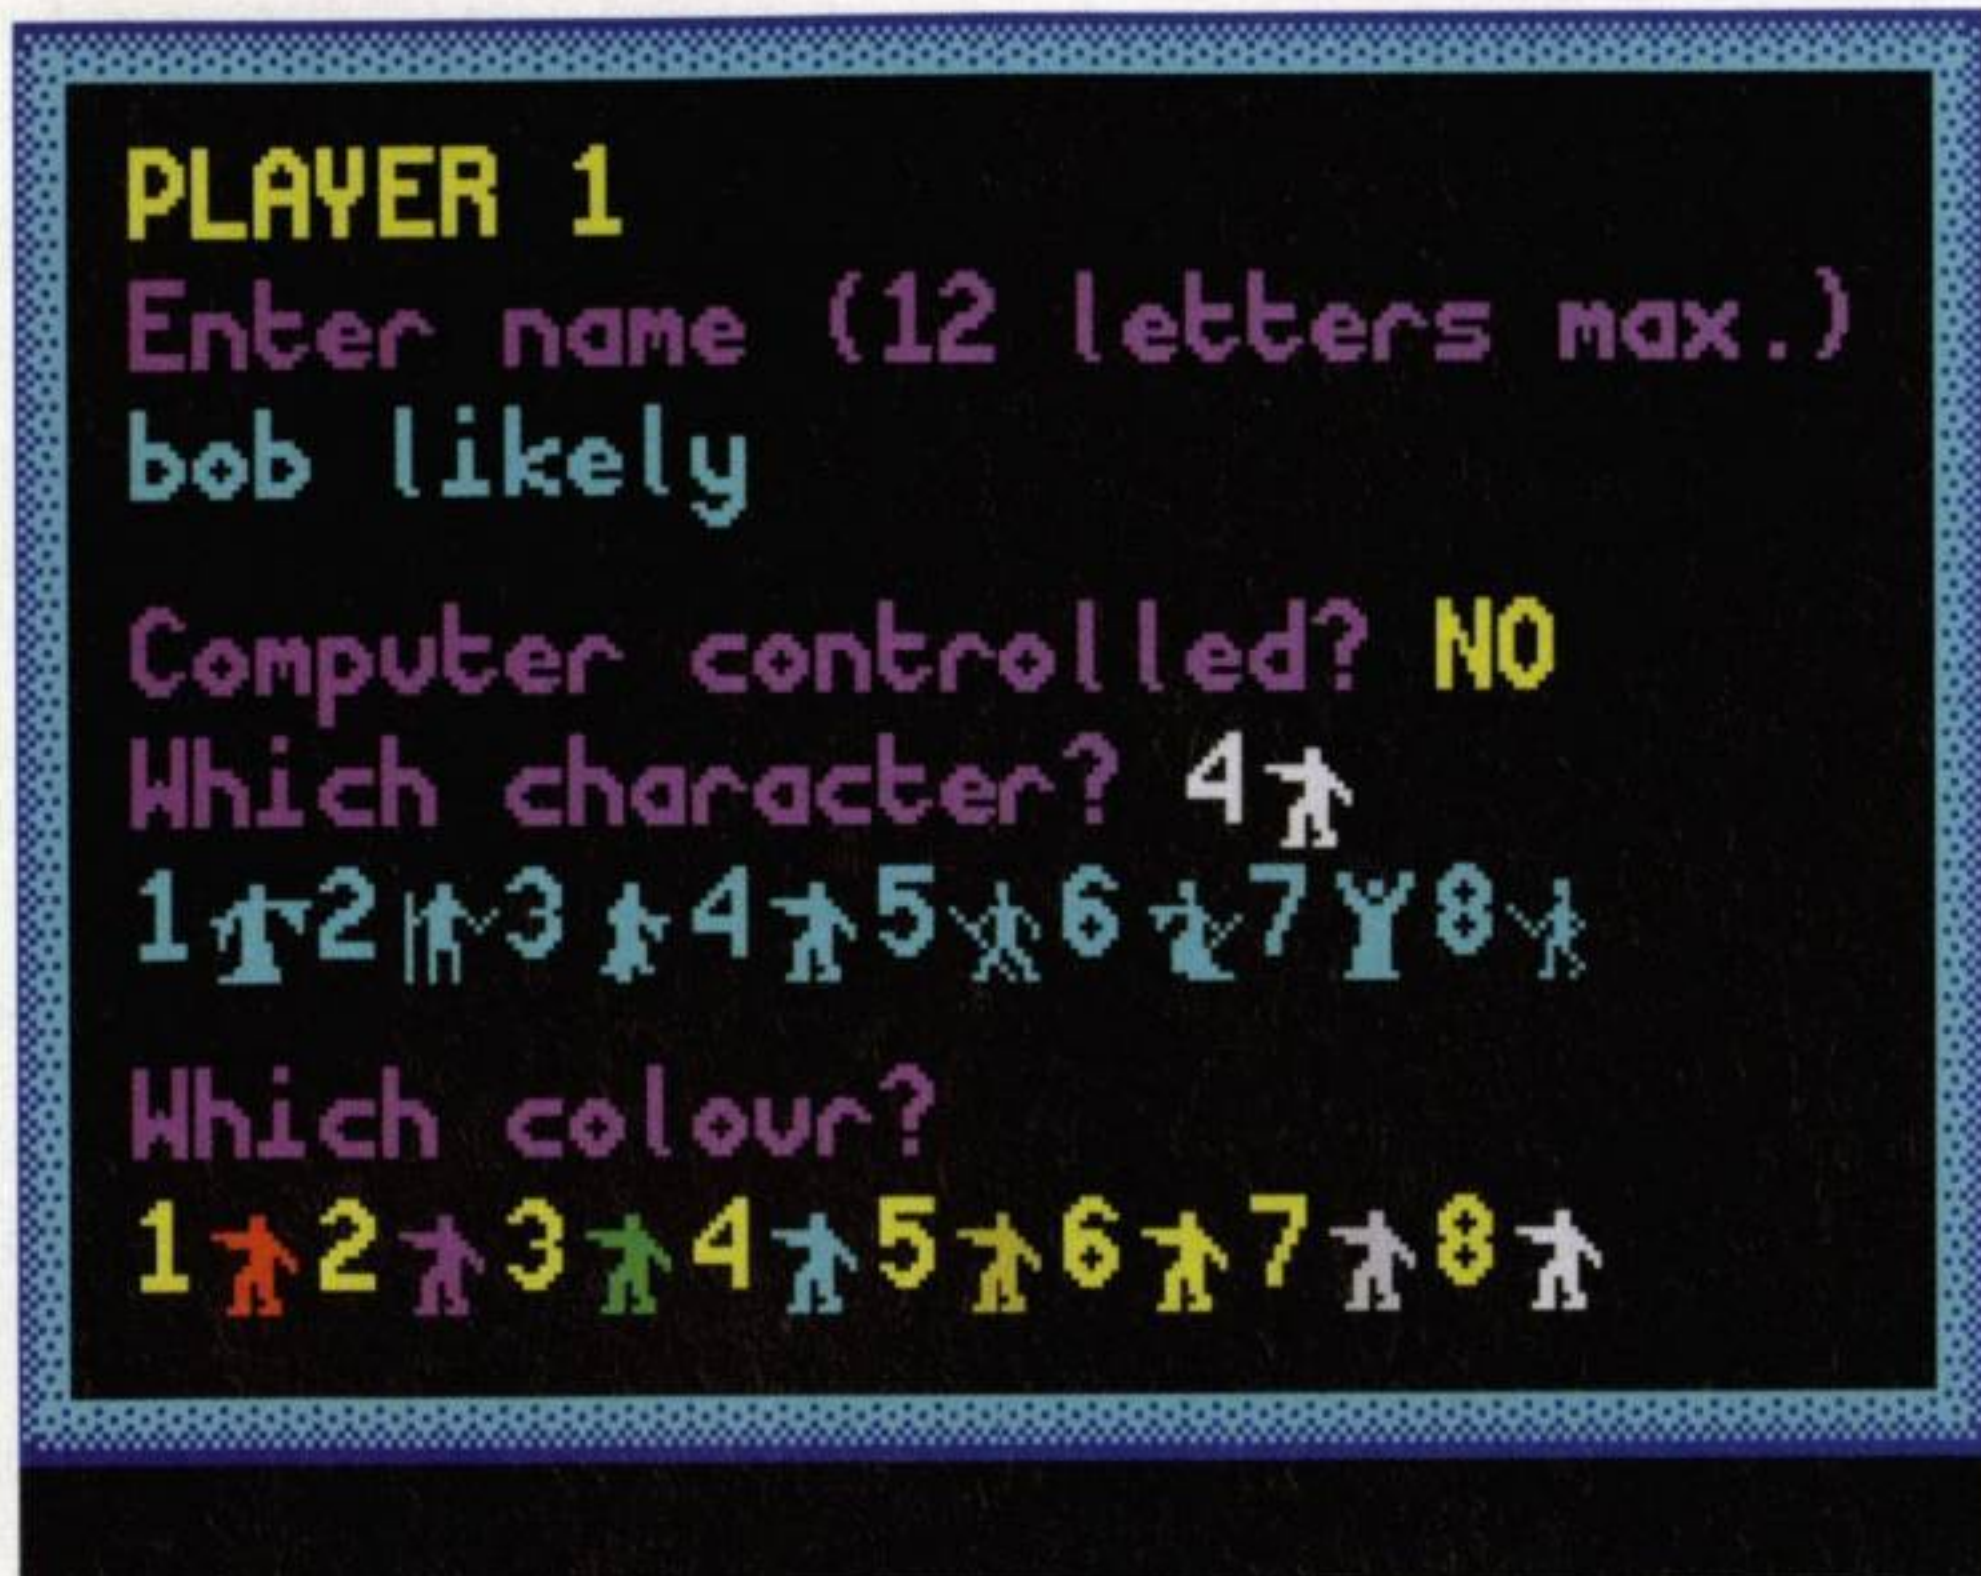 PLAYER 1
Enter name (12 letters max.)
bob likely
Computer controlled? NO
Which character? 4
1 2 3 4 5 6 7 8
Which colour?
1 2 3 4 5 6 7 8